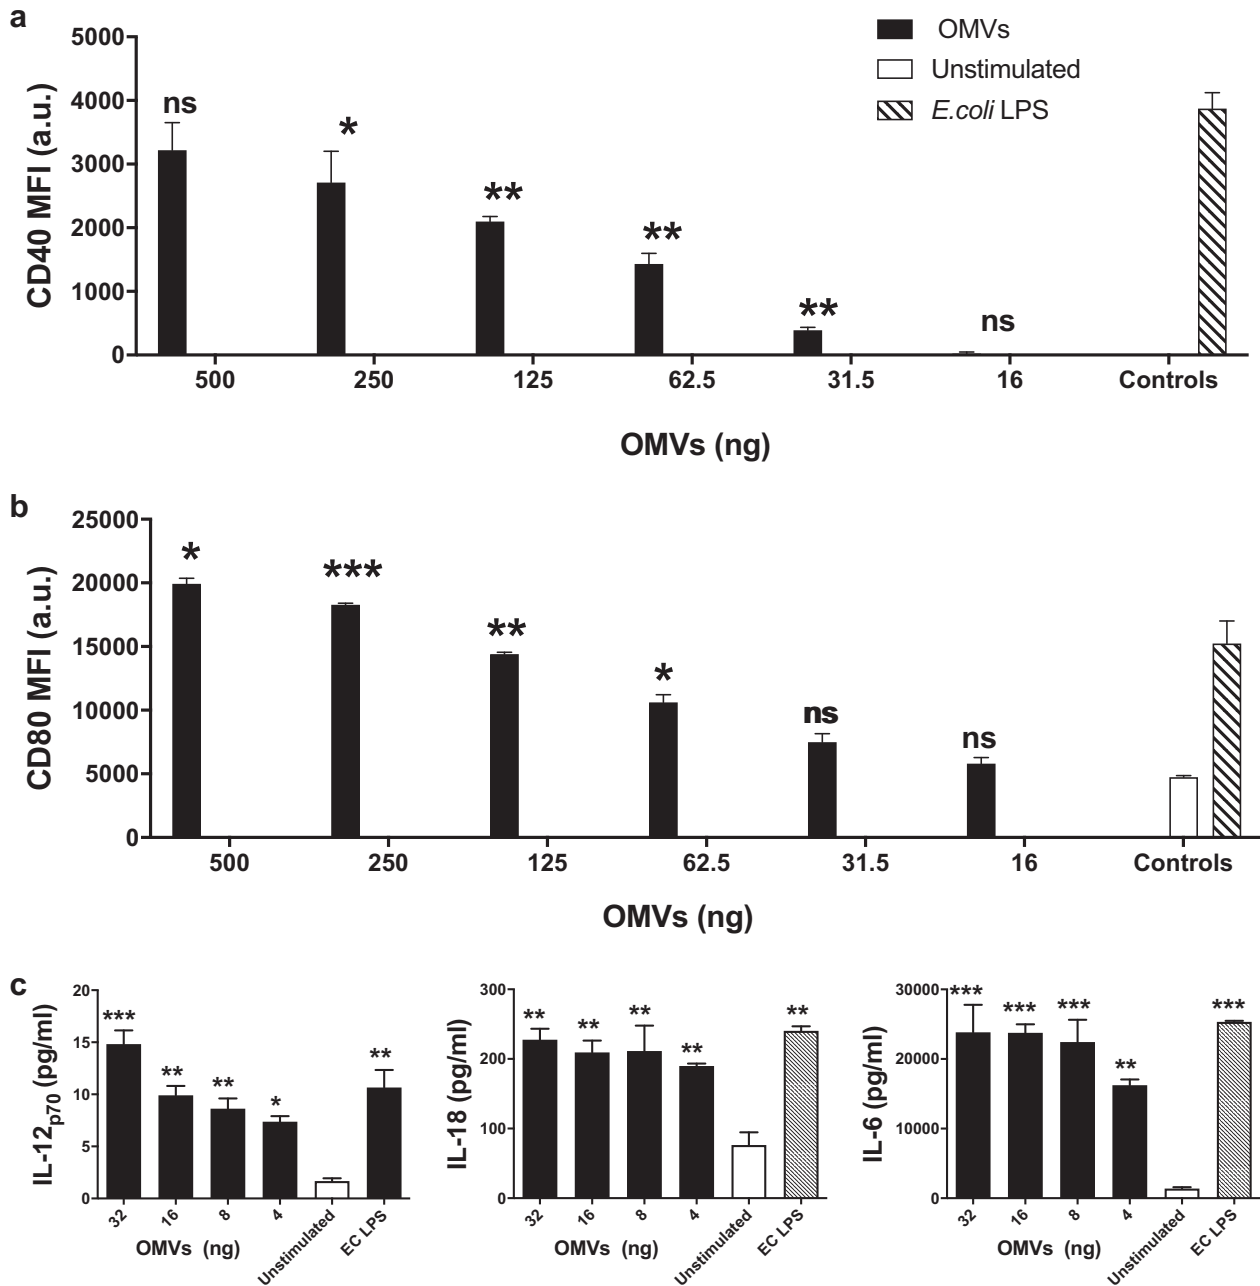 a
OMVs
Unstimulated
E.coli LPS
CD40 MFI (a.u.)
5000
4000
3000
2000
1000
0
ns
*
**
**
**
ns
500 250 125 62.5 31.5 16 Controls
OMVs (ng)
b
CD80 MFI (a.u.)
25000
20000
15000
10000
5000
0
*
***
**
*
ns
ns
500 250 125 62.5 31.5 16 Controls
OMVs (ng)
c
IL-12p70 (pg/ml)
20
15
10
5
0
***
**
**
*
**
32 16 8 4 Unstimulated EC LPS
OMVs (ng)
IL-18 (pg/ml)
300
200
100
0
**
**
**
**
**
32 16 8 4 Unstimulated EC LPS
OMVs (ng)
IL-6 (pg/ml)
30000
20000
10000
0
***
***
***
**
***
32 16 8 4 Unstimulated EC LPS
OMVs (ng)